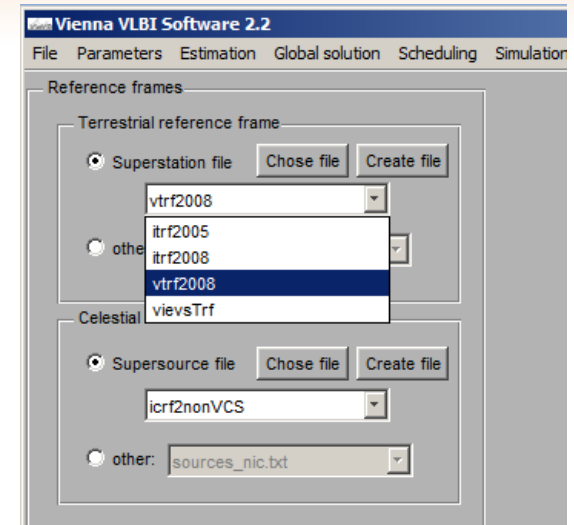 Vienna VLBI Software 2.2
File Parameters Estimation Global solution Scheduling Simulation
Reference frames
Terrestrial reference frame
Superstation file Chose file Create file
vtrf2008
itrf2005
othe
itrf2008
vtrf2008
vievsTrf
Celestial
Supersource file Chose file Create file
icrf2nonVCS
other: sources_nic.txt